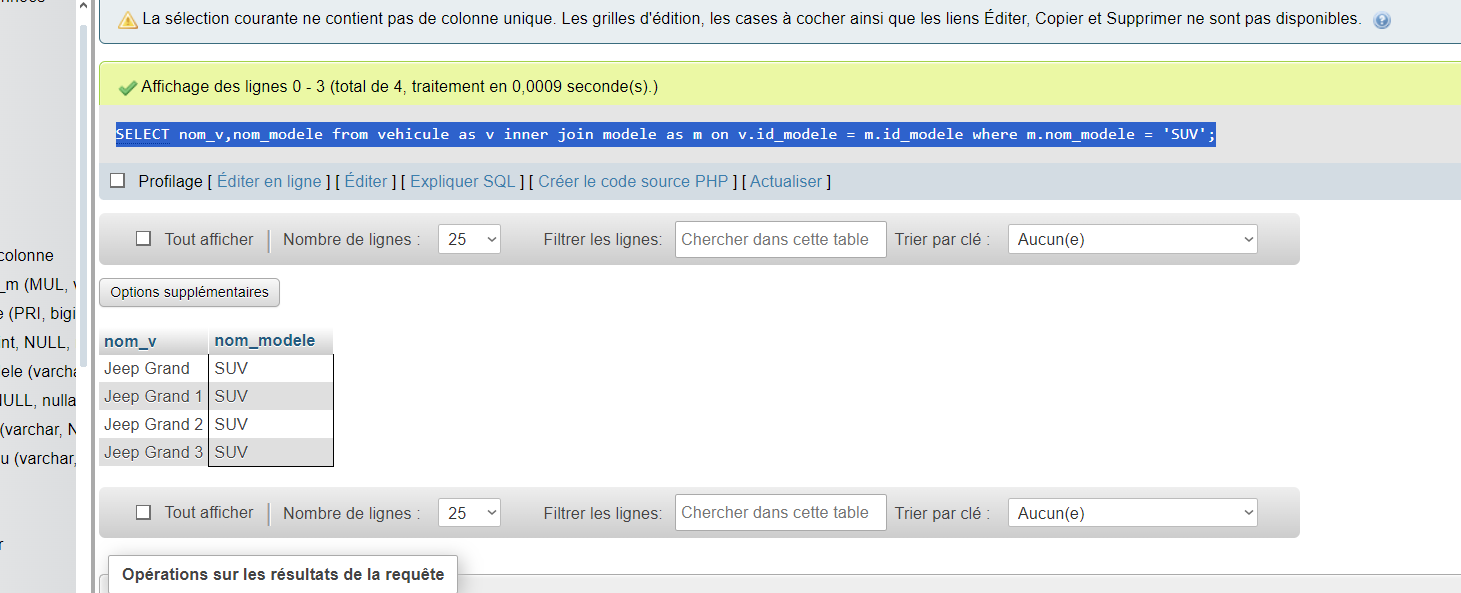 La sélection courante ne contient pas de colonne unique. Les grilles d'édition, les cases à cocher ainsi que les liens Éditer, Copier et Supprimer ne sont pas disponibles.
Affichage des lignes 0 - 3 (total de 4, traitement en 0,0009 seconde(s).)
SELECT nom_v,nom_modele from vehicule as v inner join modele as m on v.id_modele = m.id_modele where m.nom_modele = 'SUV';
Profilage [ Éditer en ligne ] [ Éditer ] [ Expliquer SQL ] [ Créer le code source PHP ] [ Actualiser ]
Tout afficher | Nombre de lignes : 25 Filtrer les lignes: Chercher dans cette table Trier par clé : Aucun(e)
colonne
_m (MUL, v
Options supplémentaires
e (PRI, bigi
nt, NULL,
nom_v nom_modele
Jeep Grand SUV
ele (varcha
Jeep Grand 1 SUV
NULL, nulla
Jeep Grand 2 SUV
(varchar, N
Jeep Grand 3 SUV
u (varchar,
Tout afficher | Nombre de lignes : 25 Filtrer les lignes: Chercher dans cette table Trier par clé : Aucun(e)
r
Opérations sur les résultats de la requête